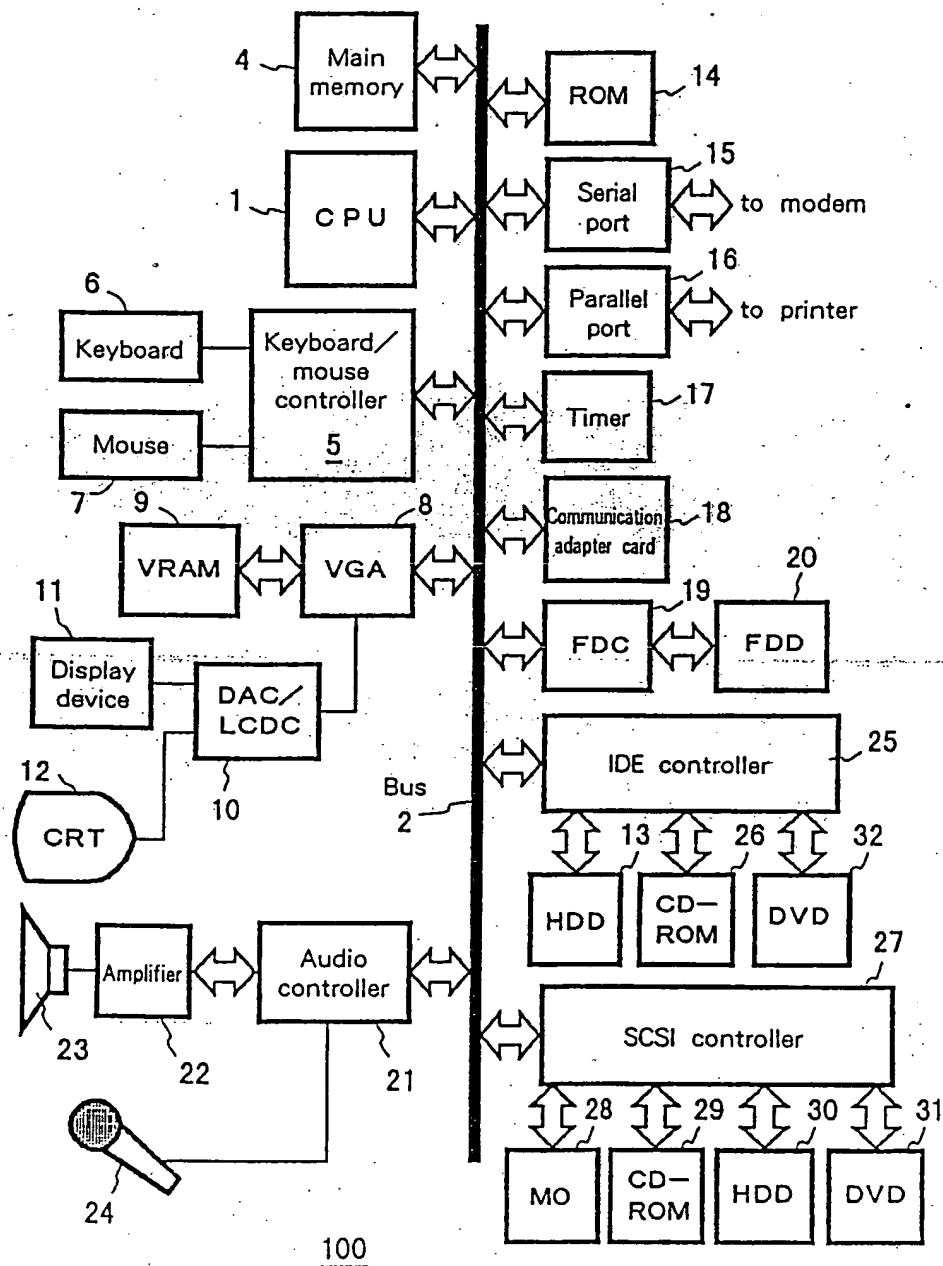 4
Main
memory
ROM
14
1
CPU
15
Serial
port
to modem
16
Parallel
port
to printer
6
Keyboard
Keyboard/
mouse
controller
5
Mouse
7
Timer
17
9
VRAM
8
VGA
Communication
adapter card
18
19
FDC
20
FDD
11
Display
device
DAC/
LCDC
10
12
CRT
Bus
2
IDE controller
25
13
HDD
26
CD-
ROM
32
DVD
23
Amplifier
22
Audio
controller
21
24
27
SCSI controller
28
MO
29
CD-
ROM
30
HDD
31
DVD
100